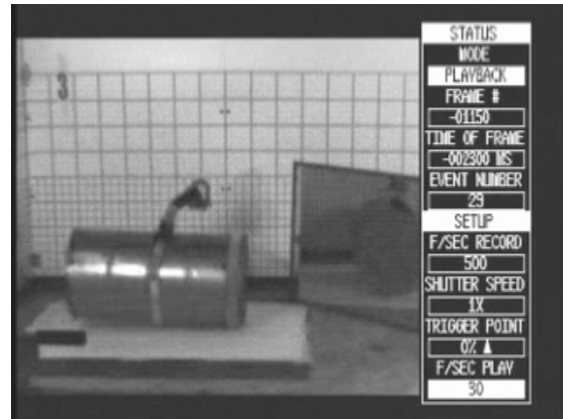 STATUS
MODE
PLAYBACK
FRAME #
-01150
TIME OF FRAME
-002300 MS
EVENT NUMBER
29
SETUP
F/SEC RECORD
500
SHUTTER SPEED
1X
TRIGGER POINT
0% ▲
F/SEC PLAY
30